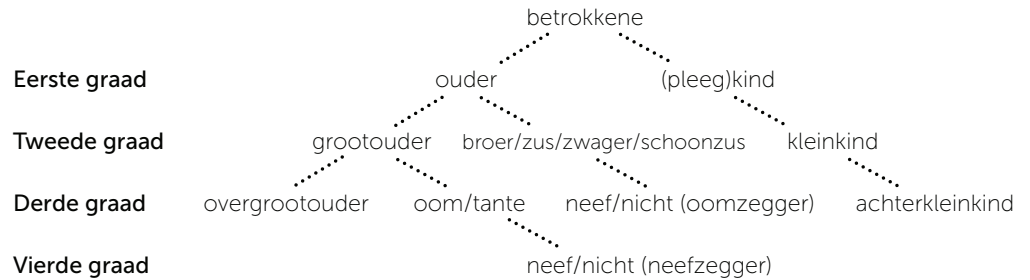 betrokkene
Eerste graad ouder (pleeg)kind
Tweede graad grootouder broer/zus/zwager/schoonzus kleinkind
Derde graad overgrootouder oom/tante neef/nicht (oomzegger) achterkleinkind
Vierde graad neef/nicht (neefzegger)